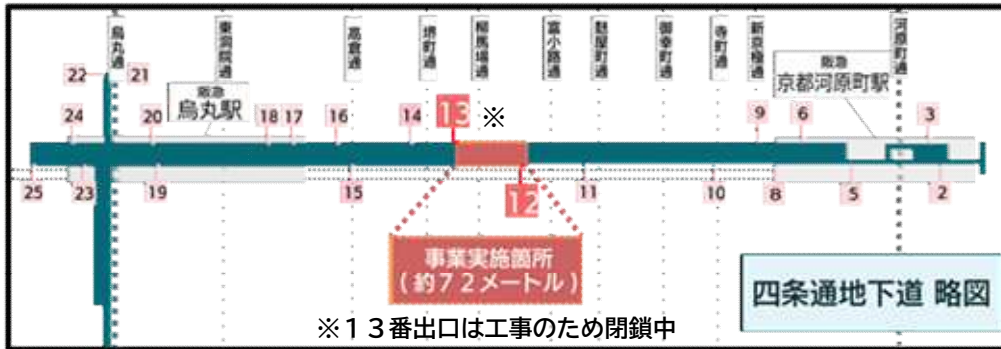 烏丸通
東洞院通
高倉通
堺町通
柳馬場通
富小路通
麩屋町通
御幸町通
寺町通
新京極通
河原町通
22
21
阪急
烏丸駅
阪急
京都河原町駅
24
20
18
17
16
14
13
※
9
6
3
25
23
19
15
12
11
10
8
5
2
事業実施箇所
(約72メートル)
四条通地下道 略図
※13番出口は工事のため閉鎖中